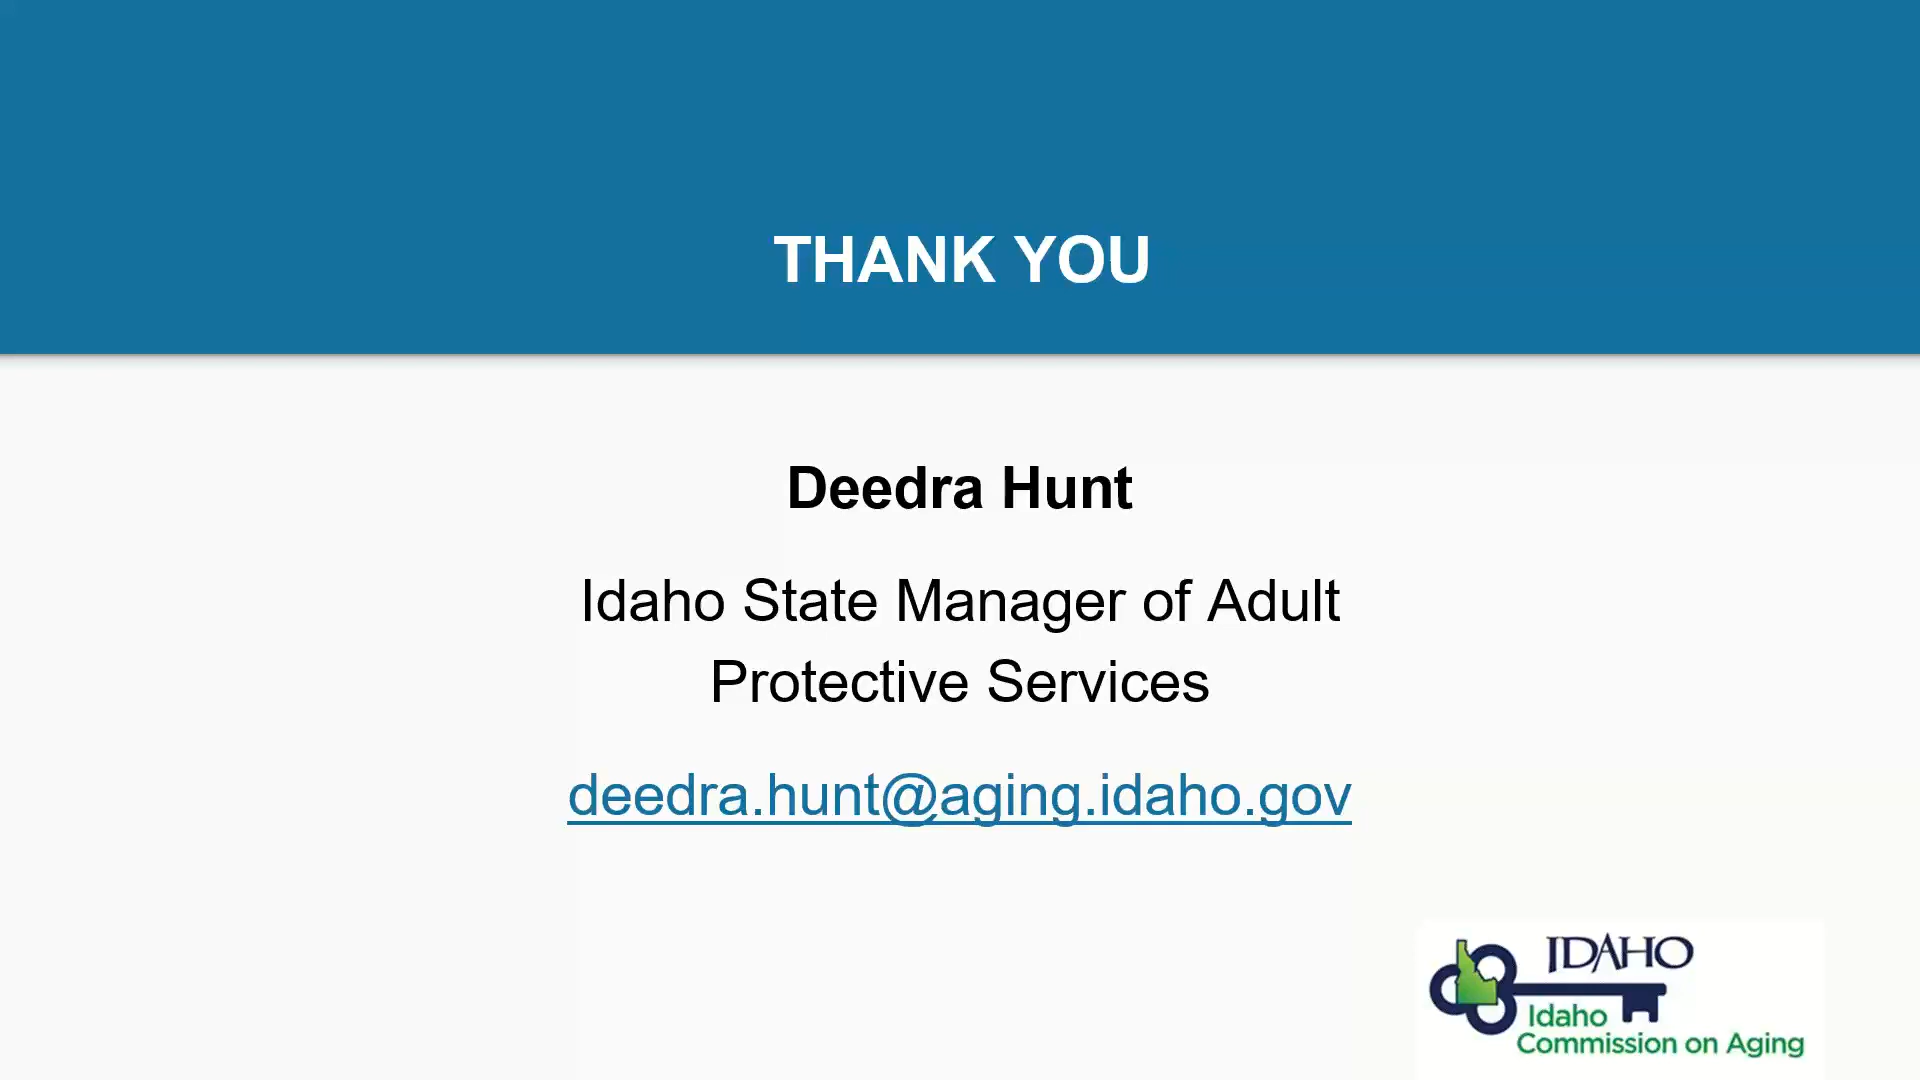 THANK YOU
Deedra Hunt
Idaho State Manager of Adult
Protective Services
deedra.hunt@aging.idaho.gov
IDAHO
Idaho
Commission on Aging